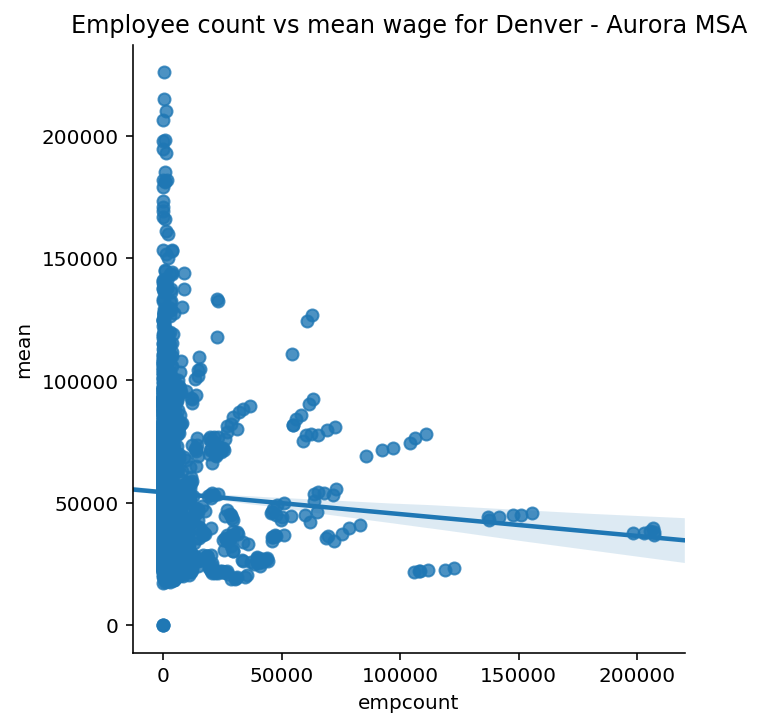 Employee count vs mean wage for Denver - Aurora MSA
200000
150000
100000
50000
0
mean
0 50000 100000 150000 200000
empcount